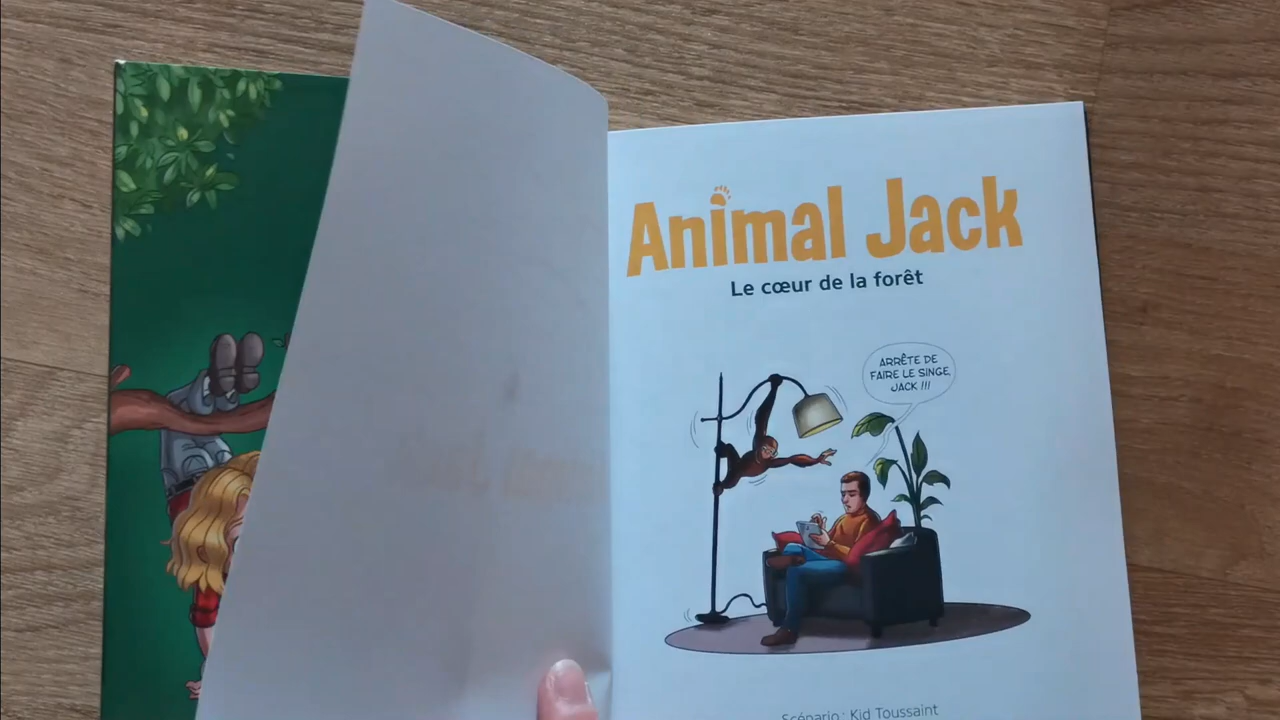 Animal Jack
Le cœur de la forêt
ARRÊTE DE
FAIRE LE SINGE,
JACK !!!
Scénario : Kid Toussaint